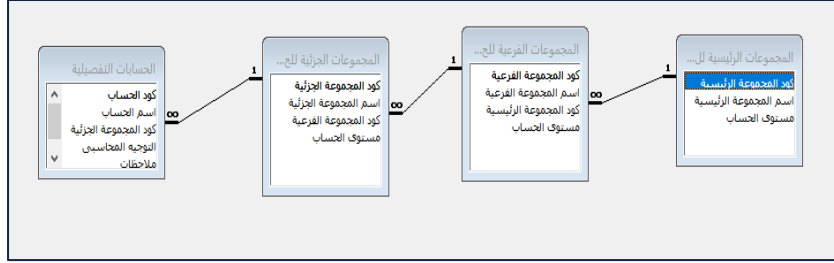 المجموعات الرئيسية لل...
كود المجموعة الرئيسية
اسم المجموعة الرئيسية
مستوى الحساب
1
∞
المجموعات الفرعية للح...
كود المجموعة الفرعية
اسم المجموعة الفرعية
كود المجموعة الرئيسية
مستوى الحساب
1
∞
المجموعات الجزئية للح...
كود المجموعة الجزئية
اسم المجموعة الجزئية
كود المجموعة الفرعية
مستوى الحساب
1
∞
الحسابات التفصيلية
كود الحساب
اسم الحساب
كود المجموعة الجزئية
التوجيه المحاسبى
ملاحظات